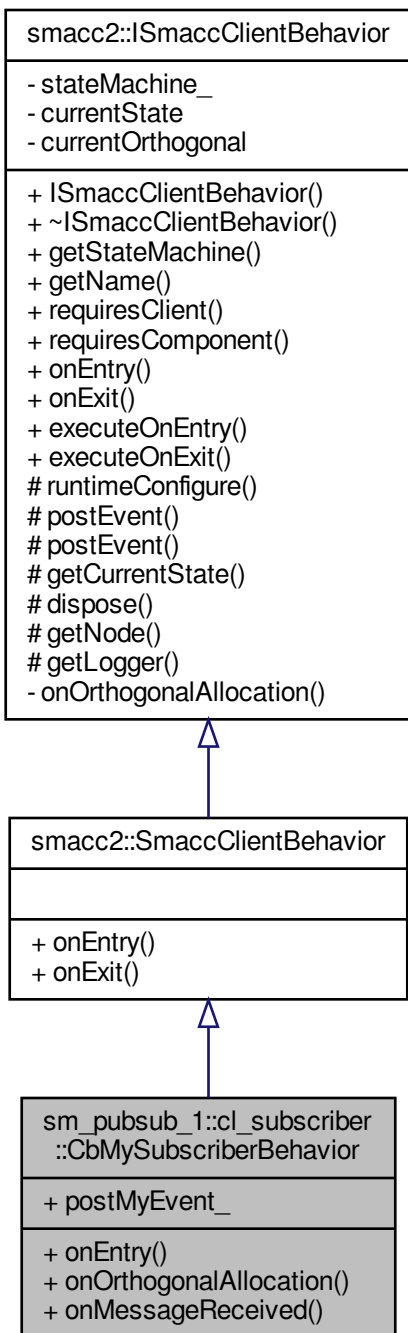 smacc2::ISmaccClientBehavior
- stateMachine_
- currentState
- currentOrthogonal
+ ISmaccClientBehavior()
+ ~ISmaccClientBehavior()
+ getStateMachine()
+ getName()
+ requiresClient()
+ requiresComponent()
+ onEntry()
+ onExit()
+ executeOnEntry()
+ executeOnExit()
# runtimeConfigure()
# postEvent()
# postEvent()
# getCurrentState()
# dispose()
# getNode()
# getLogger()
- onOrthogonalAllocation()
smacc2::SmaccClientBehavior
+ onEntry()
+ onExit()
sm_pubsub_1::cl_subscriber
::CbMySubscriberBehavior
+ postMyEvent_
+ onEntry()
+ onOrthogonalAllocation()
+ onMessageReceived()